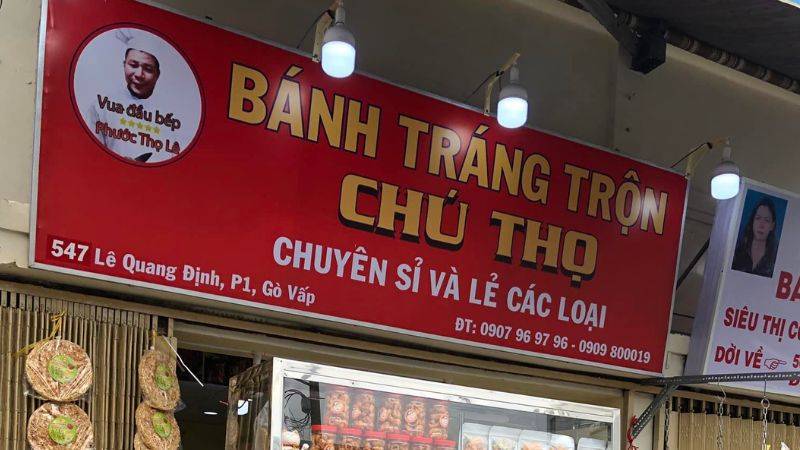 Vua đầu bếp
Phước Thọ Lê
BÁNH TRÁNG TRỘN
CHÚ THỌ
CHUYÊN SỈ VÀ LẺ CÁC LOẠI
547 Lê Quang Định, P1, Gò Vấp
ĐT: 0907 96 97 96 - 0909 800019
SIÊU THỊ
DỜI VỀ